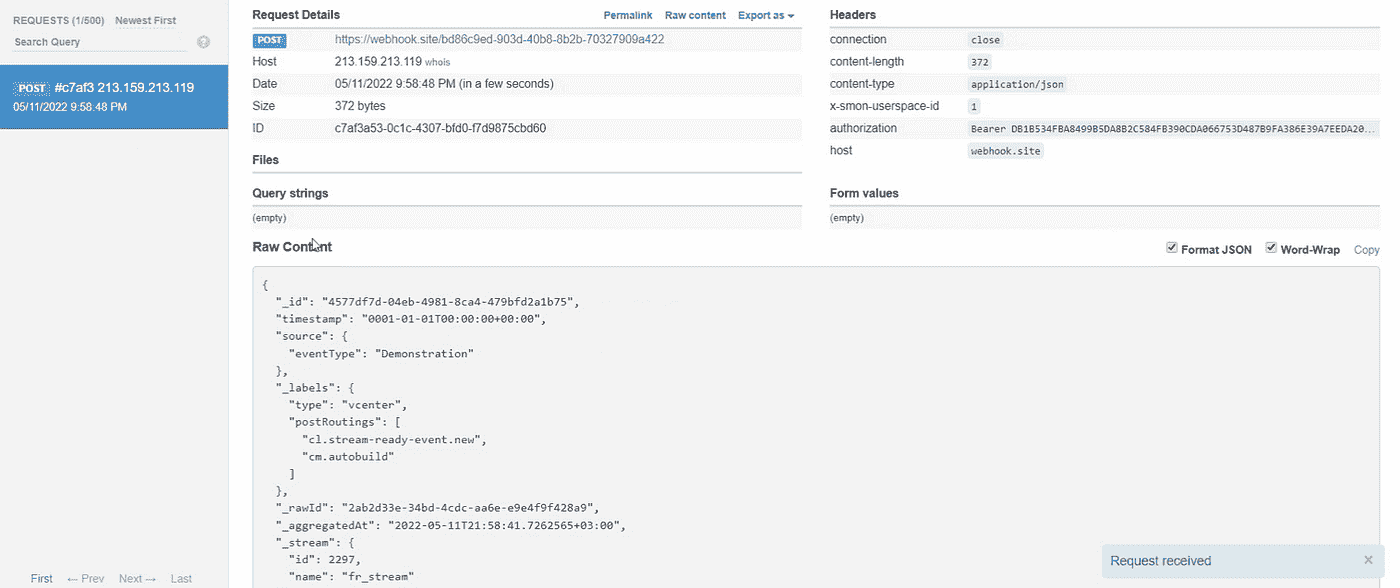 REQUESTS (1/500) Newest First
Search Query
POST #c7af3 213.159.213.119
05/11/2022 9:58:48 PM
First ← Prev Next → Last
Request Details Permalink Raw content Export as
POST https://webhook.site/bd86c9ed-903d-40b8-8b2b-70327909a422
Host 213.159.213.119 whois
Date 05/11/2022 9:58:48 PM (in a few seconds)
Size 372 bytes
ID c7af3a53-0c1c-4307-bfd0-f7d9875cbd60
Files
Query strings
(empty)
Headers
connection close
content-length 372
content-type application/json
x-smon-userspace-id 1
authorization Bearer DB1B534FBA8499B5DA8B2C584FB390CDA066753D487B9FA386E39A7EEDA20...
host webhook.site
Form values
(empty)
Raw Content Format JSON Word-Wrap Copy
{
"_id": "4577df7d-04eb-4981-8ca4-479bfd2a1b75",
"timestamp": "0001-01-01T00:00:00+00:00",
"source": {
"eventType": "Demonstration"
},
"_labels": {
"type": "vcenter",
"postRoutings": [
"cl.stream-ready-event.new",
"cm.autobuild"
]
},
"_rawId": "2ab2d33e-34bd-4cdc-aa6e-e9e4f9f428a9",
"_aggregatedAt": "2022-05-11T21:58:41.7262565+03:00",
"_stream": {
"id": 2297,
"name": "fr_stream"
Request received ×